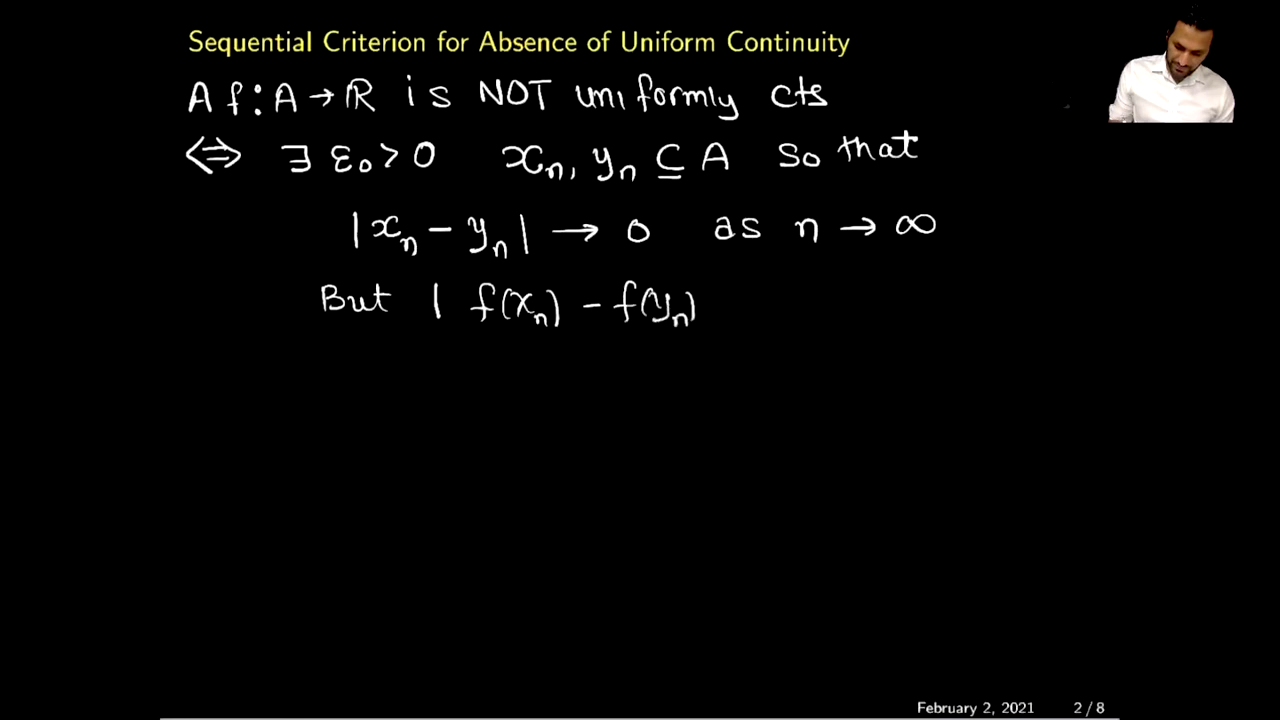 Sequential Criterion for Absence of Uniform Continuity
A f: A → ℝ is NOT uniformly cts
⇔ ∃ ε₀ > 0 xₙ, yₙ ⊆ A so that
|xₙ − yₙ| → 0 as n → ∞
But | f(xₙ) − f(yₙ)
February 2, 2021 2 / 8